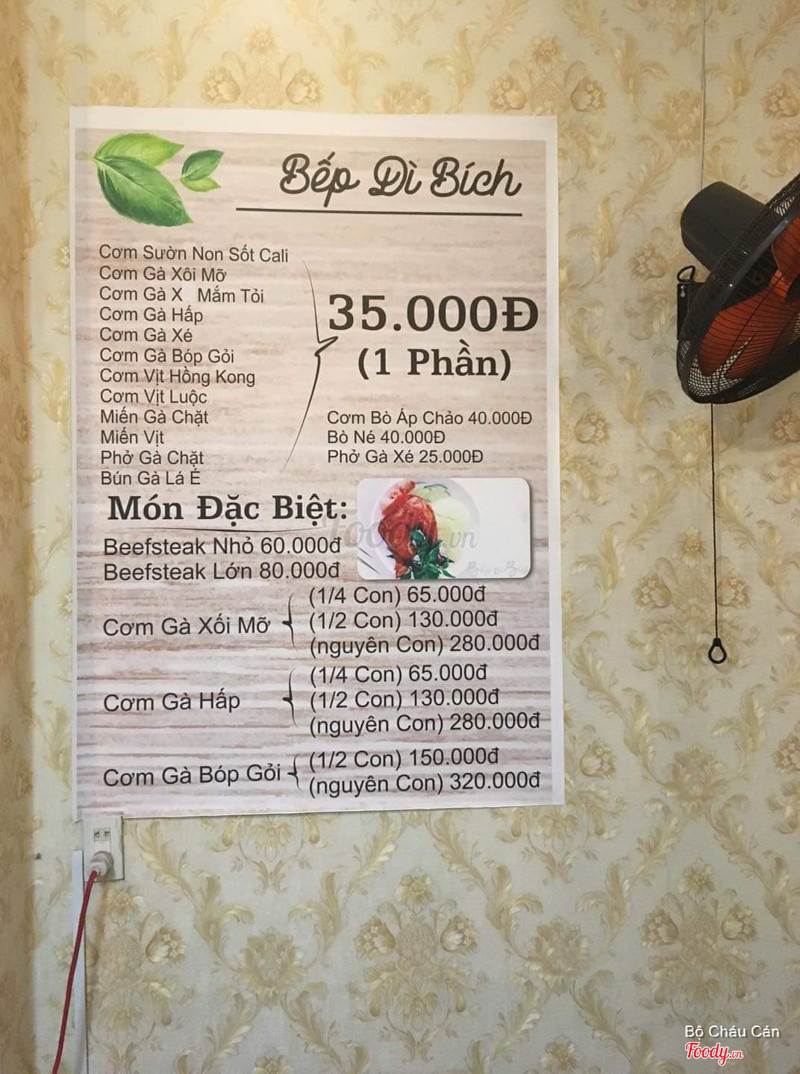 Bếp Dì Bích
Cơm Sườn Non Sốt Cali
Cơm Gà Xôi Mỡ
Cơm Gà X Mắm Tỏi
Cơm Gà Hấp
Cơm Gà Xé
Cơm Gà Bóp Gỏi
Cơm Vịt Hồng Kong
Cơm Vịt Luộc
Miến Gà Chặt
Miến Vịt
Phở Gà Chặt
Bún Gà Lá É
35.000Đ
(1 Phần)
Cơm Bò Áp Chảo 40.000Đ
Bò Né 40.000Đ
Phở Gà Xé 25.000Đ
Món Đặc Biệt:
Beefsteak Nhỏ 60.000đ
Beefsteak Lớn 80.000đ
Cơm Gà Xối Mỡ
(1/4 Con) 65.000đ
(1/2 Con) 130.000đ
(nguyên Con) 280.000đ
Cơm Gà Hấp
(1/4 Con) 65.000đ
(1/2 Con) 130.000đ
(nguyên Con) 280.000đ
Cơm Gà Bóp Gỏi
(1/2 Con) 150.000đ
(nguyên Con) 320.000đ
Foody.vn
Bộ Cháu Cán
Foody.vn